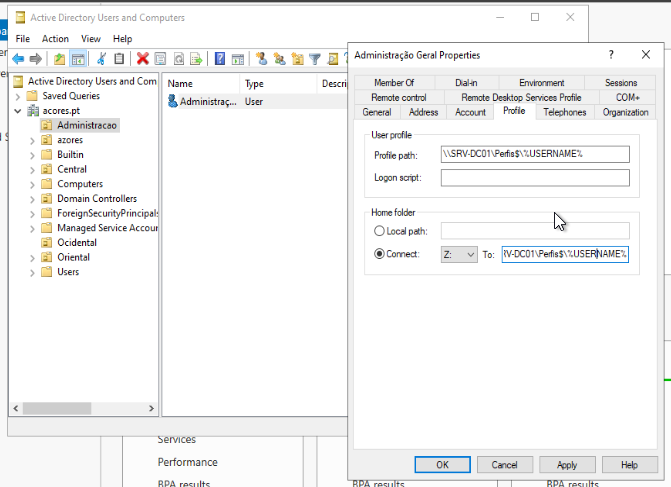 Active Directory Users and Computers
File Action View Help
Active Directory Users and Com
Saved Queries
acores.pt
Administracao
azores
Builtin
Central
Computers
Domain Controllers
ForeignSecurityPrincipals
Managed Service Accour
Ocidental
Oriental
Users
Name Type Descri
Administraç... User
Administração Geral Properties
Member Of Dial-in Environment Sessions
Remote control Remote Desktop Services Profile COM+
General Address Account Profile Telephones Organization
User profile
Profile path: \\SRV-DC01\Perfis$\%USERNAME%
Logon script:
Home folder
Local path:
Connect: Z: To: RV-DC01\Perfis$\%USERNAME%
OK Cancel Apply Help
Services
Performance
BPA results
BPA results
BPA results